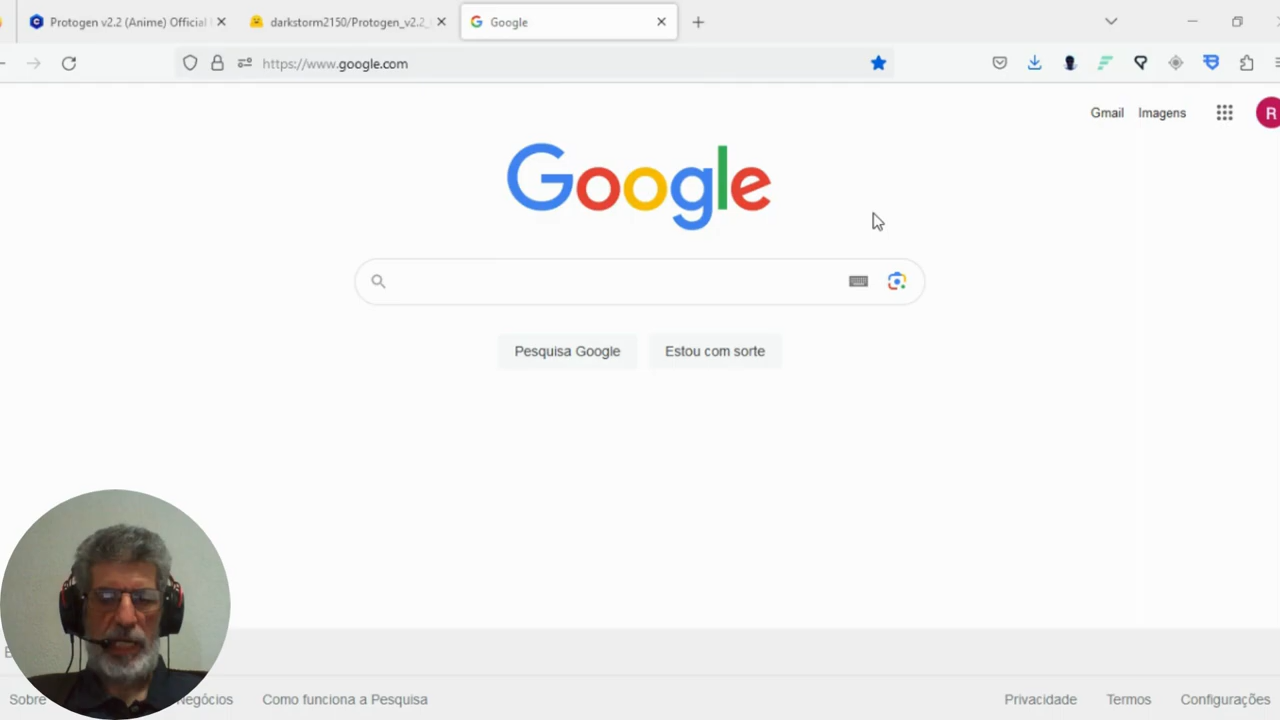 Protogen v2.2 (Anime) Official
darkstorm2150/Protogen_v2.2_
Google
https://www.google.com
Gmail
Imagens
R
Google
Pesquisa Google
Estou com sorte
Sobre
Negócios
Como funciona a Pesquisa
Privacidade
Termos
Configurações